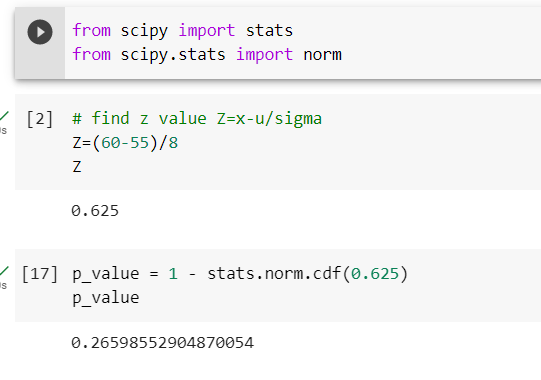 from scipy import stats
from scipy.stats import norm
[2] # find z value Z=x-u/sigma
Z=(60-55)/8
Z
0.625
[17] p_value = 1 - stats.norm.cdf(0.625)
p_value
0.26598552904870054